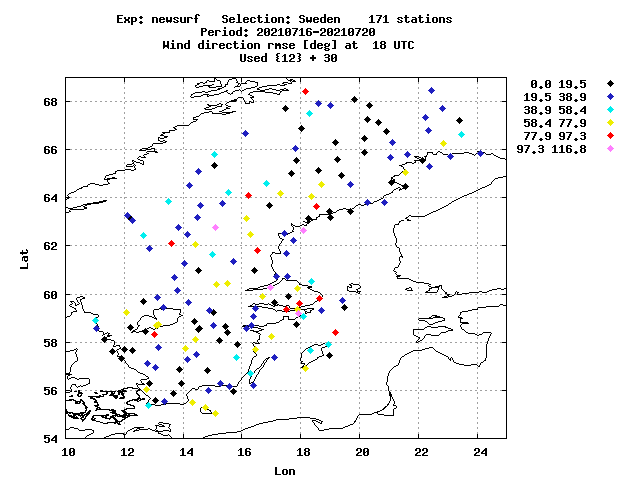 Exp: newsurf   Selection: Sweden    171 stations
Period: 20210716-20210720
Wind direction rmse [deg] at  18 UTC
Used {12} + 30
0.0 19.5
19.5 38.9
38.9 58.4
58.4 77.9
77.9 97.3
97.3 116.8
68
66
64
62
60
58
56
54
Lat
10 12 14 16 18 20 22 24
Lon